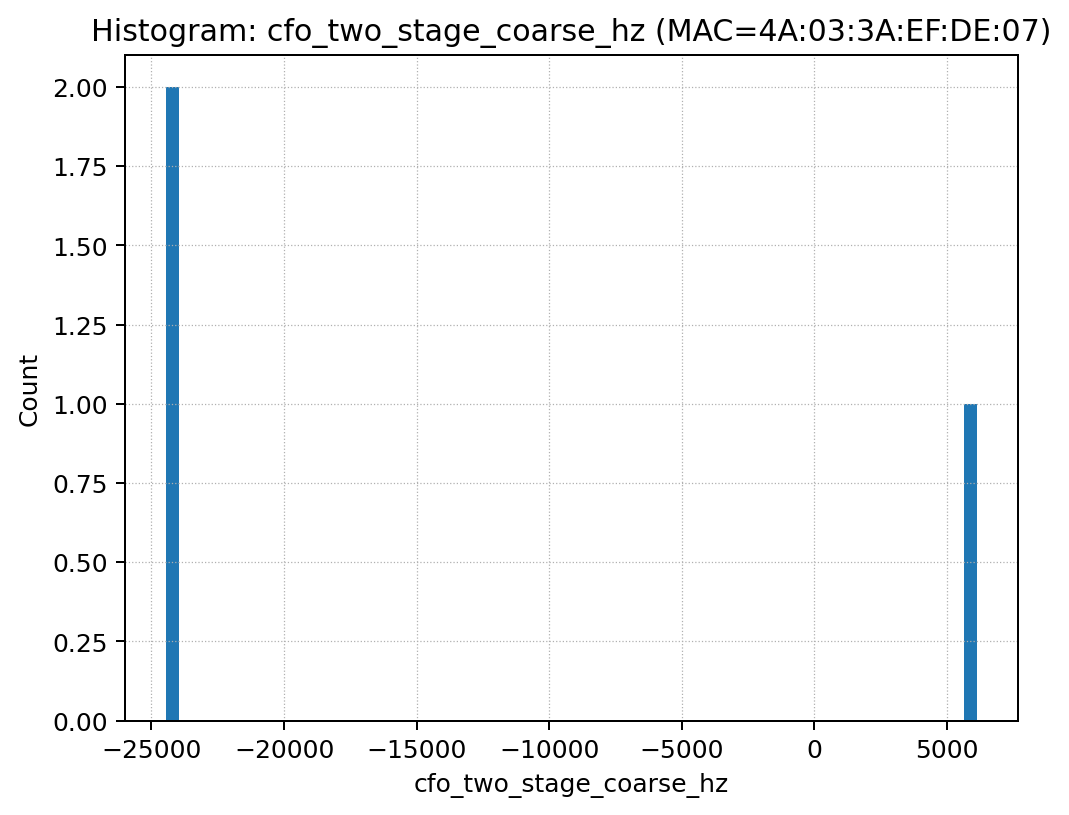 Histogram: cfo_two_stage_coarse_hz (MAC=4A:03:3A:EF:DE:07)
2.00
1.75
1.50
1.25
1.00
0.75
0.50
0.25
0.00
Count
−25000 −20000 −15000 −10000 −5000 0 5000
cfo_two_stage_coarse_hz